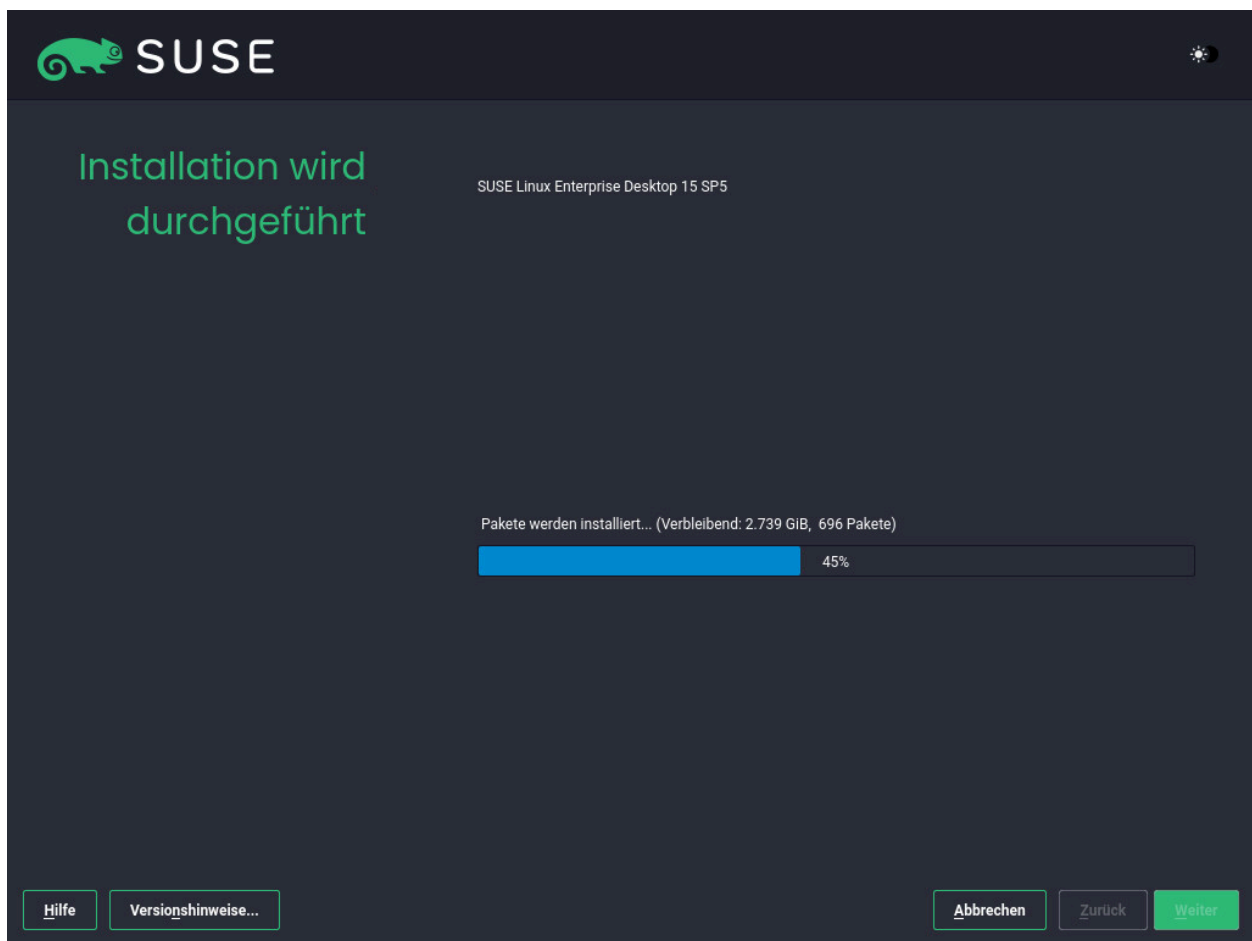 SUSE
Installation wird
durchgeführt
SUSE Linux Enterprise Desktop 15 SP5
Pakete werden installiert... (Verbleibend: 2.739 GiB, 696 Pakete)
45%
Hilfe
Versionshinweise...
Abbrechen
Zurück
Weiter